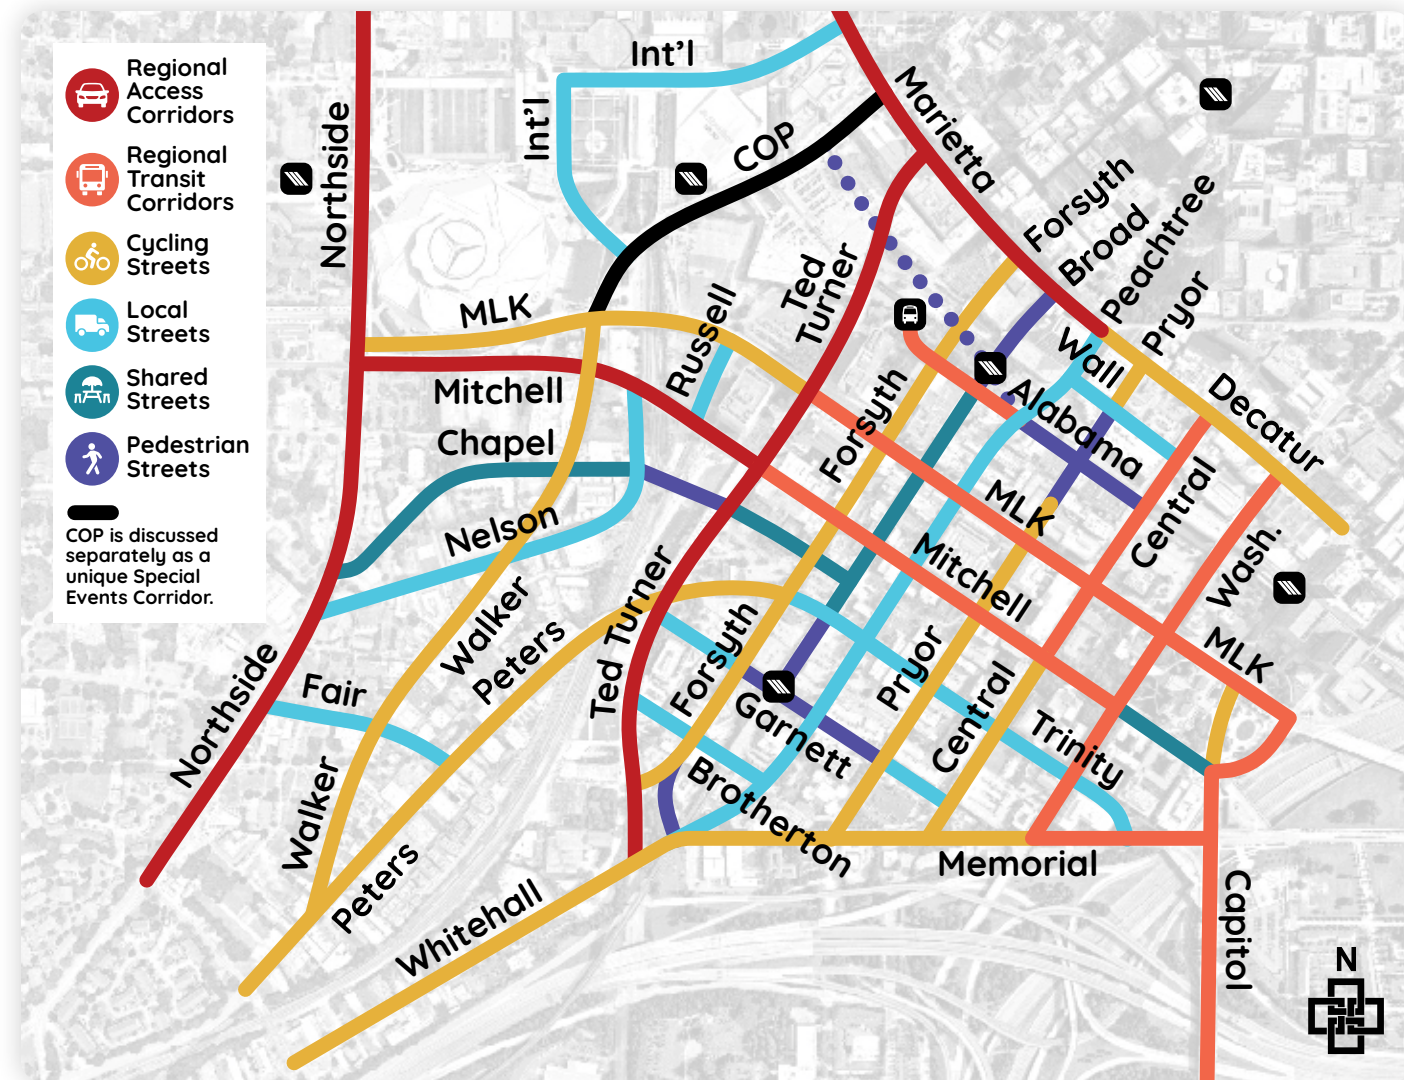 Regional
Access
Corridors
Regional
Transit
Corridors
Cycling
Streets
Local
Streets
Shared
Streets
Pedestrian
Streets
COP is discussed
separately as a
unique Special
Events Corridor.
Int'l
Int'l
Northside
COP
Marietta
Forsyth
Broad
Peachtree
Pryor
Ted
Turner
MLK
Russell
Wall
Mitchell
Alabama
Decatur
Chapel
Forsyth
Central
MLK
Nelson
Mitchell
Wash.
Walker
Peters
Ted Turner
Forsyth
Pryor
MLK
Northside
Fair
Garnett
Central
Trinity
Walker
Brotherton
Memorial
Peters
Whitehall
Capitol
N